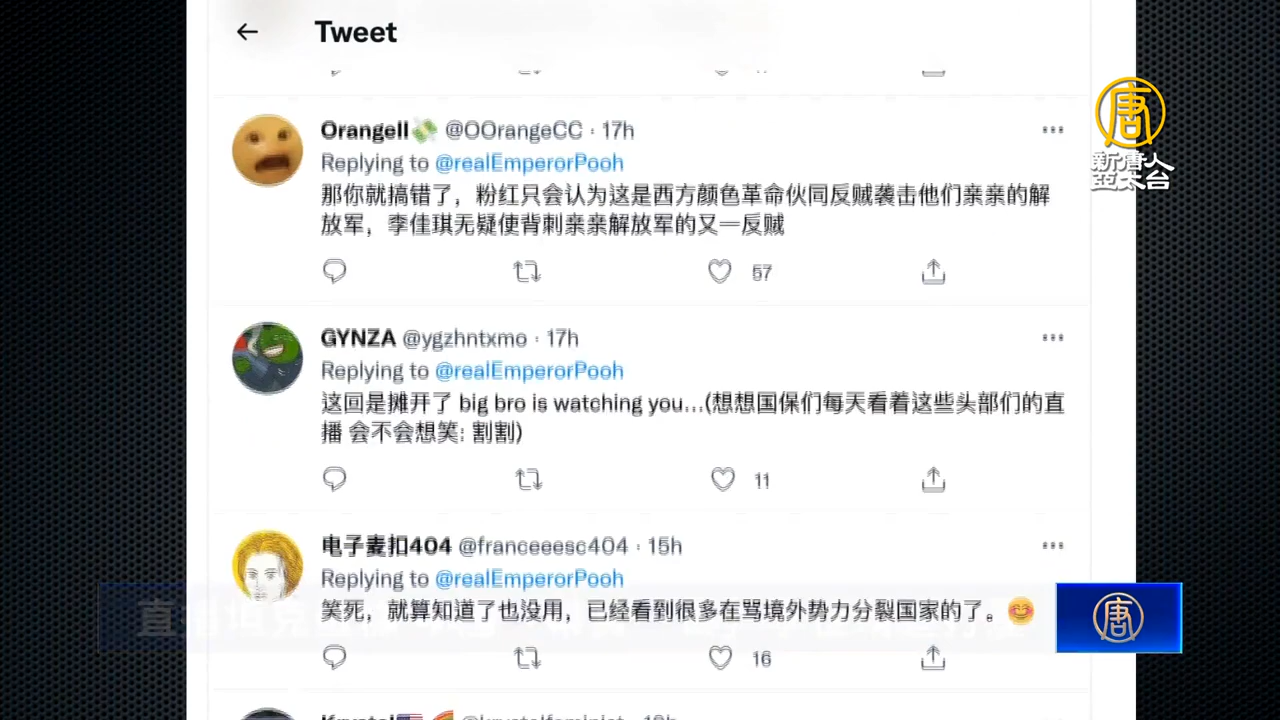 Tweet
Orangell @OOrangeCC · 17h
Replying to @realEmperorPooh
那你就搞错了，粉红只会认为这是西方颜色革命伙同反贼袭击他们亲亲的解
放军，李佳琪无疑使背刺亲亲解放军的又一反贼
57
GYNZA @ygzhntxmo · 17h
Replying to @realEmperorPooh
这回是摊开了 big bro is watching you...(想想国保们每天看着这些头部们的直
播 会不会想笑: 割割)
11
电子麦扣404 @franceeesc404 · 15h
Replying to @realEmperorPooh
笑死，就算知道了也没用，已经看到很多在骂境外势力分裂国家的了。
16
唐
新唐人
亞太台
唐